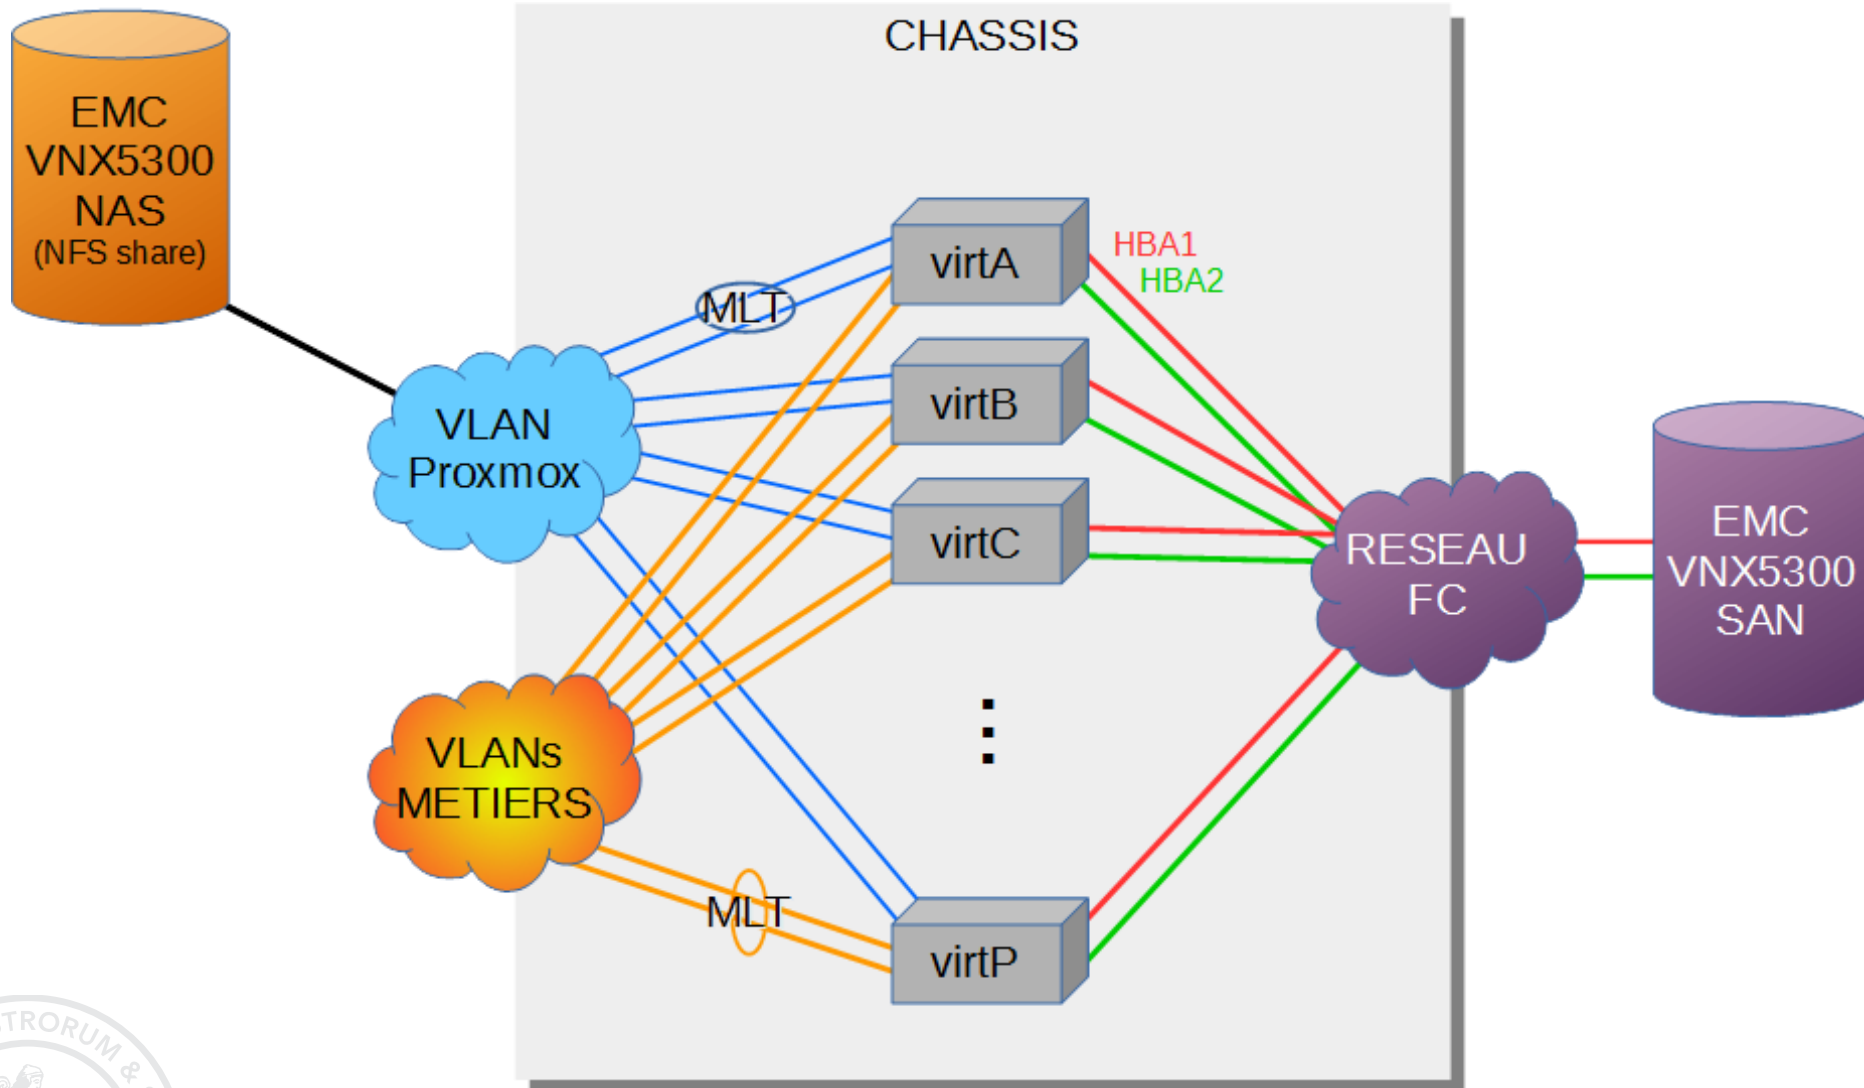 CHASSIS
EMC
VNX5300
NAS
(NFS share)
virtA
HBA1
HBA2
MLT
virtB
VLAN
Proxmox
virtC
RESEAU
FC
EMC
VNX5300
SAN
VLANs
METIERS
MLT
virtP
TRORUM &